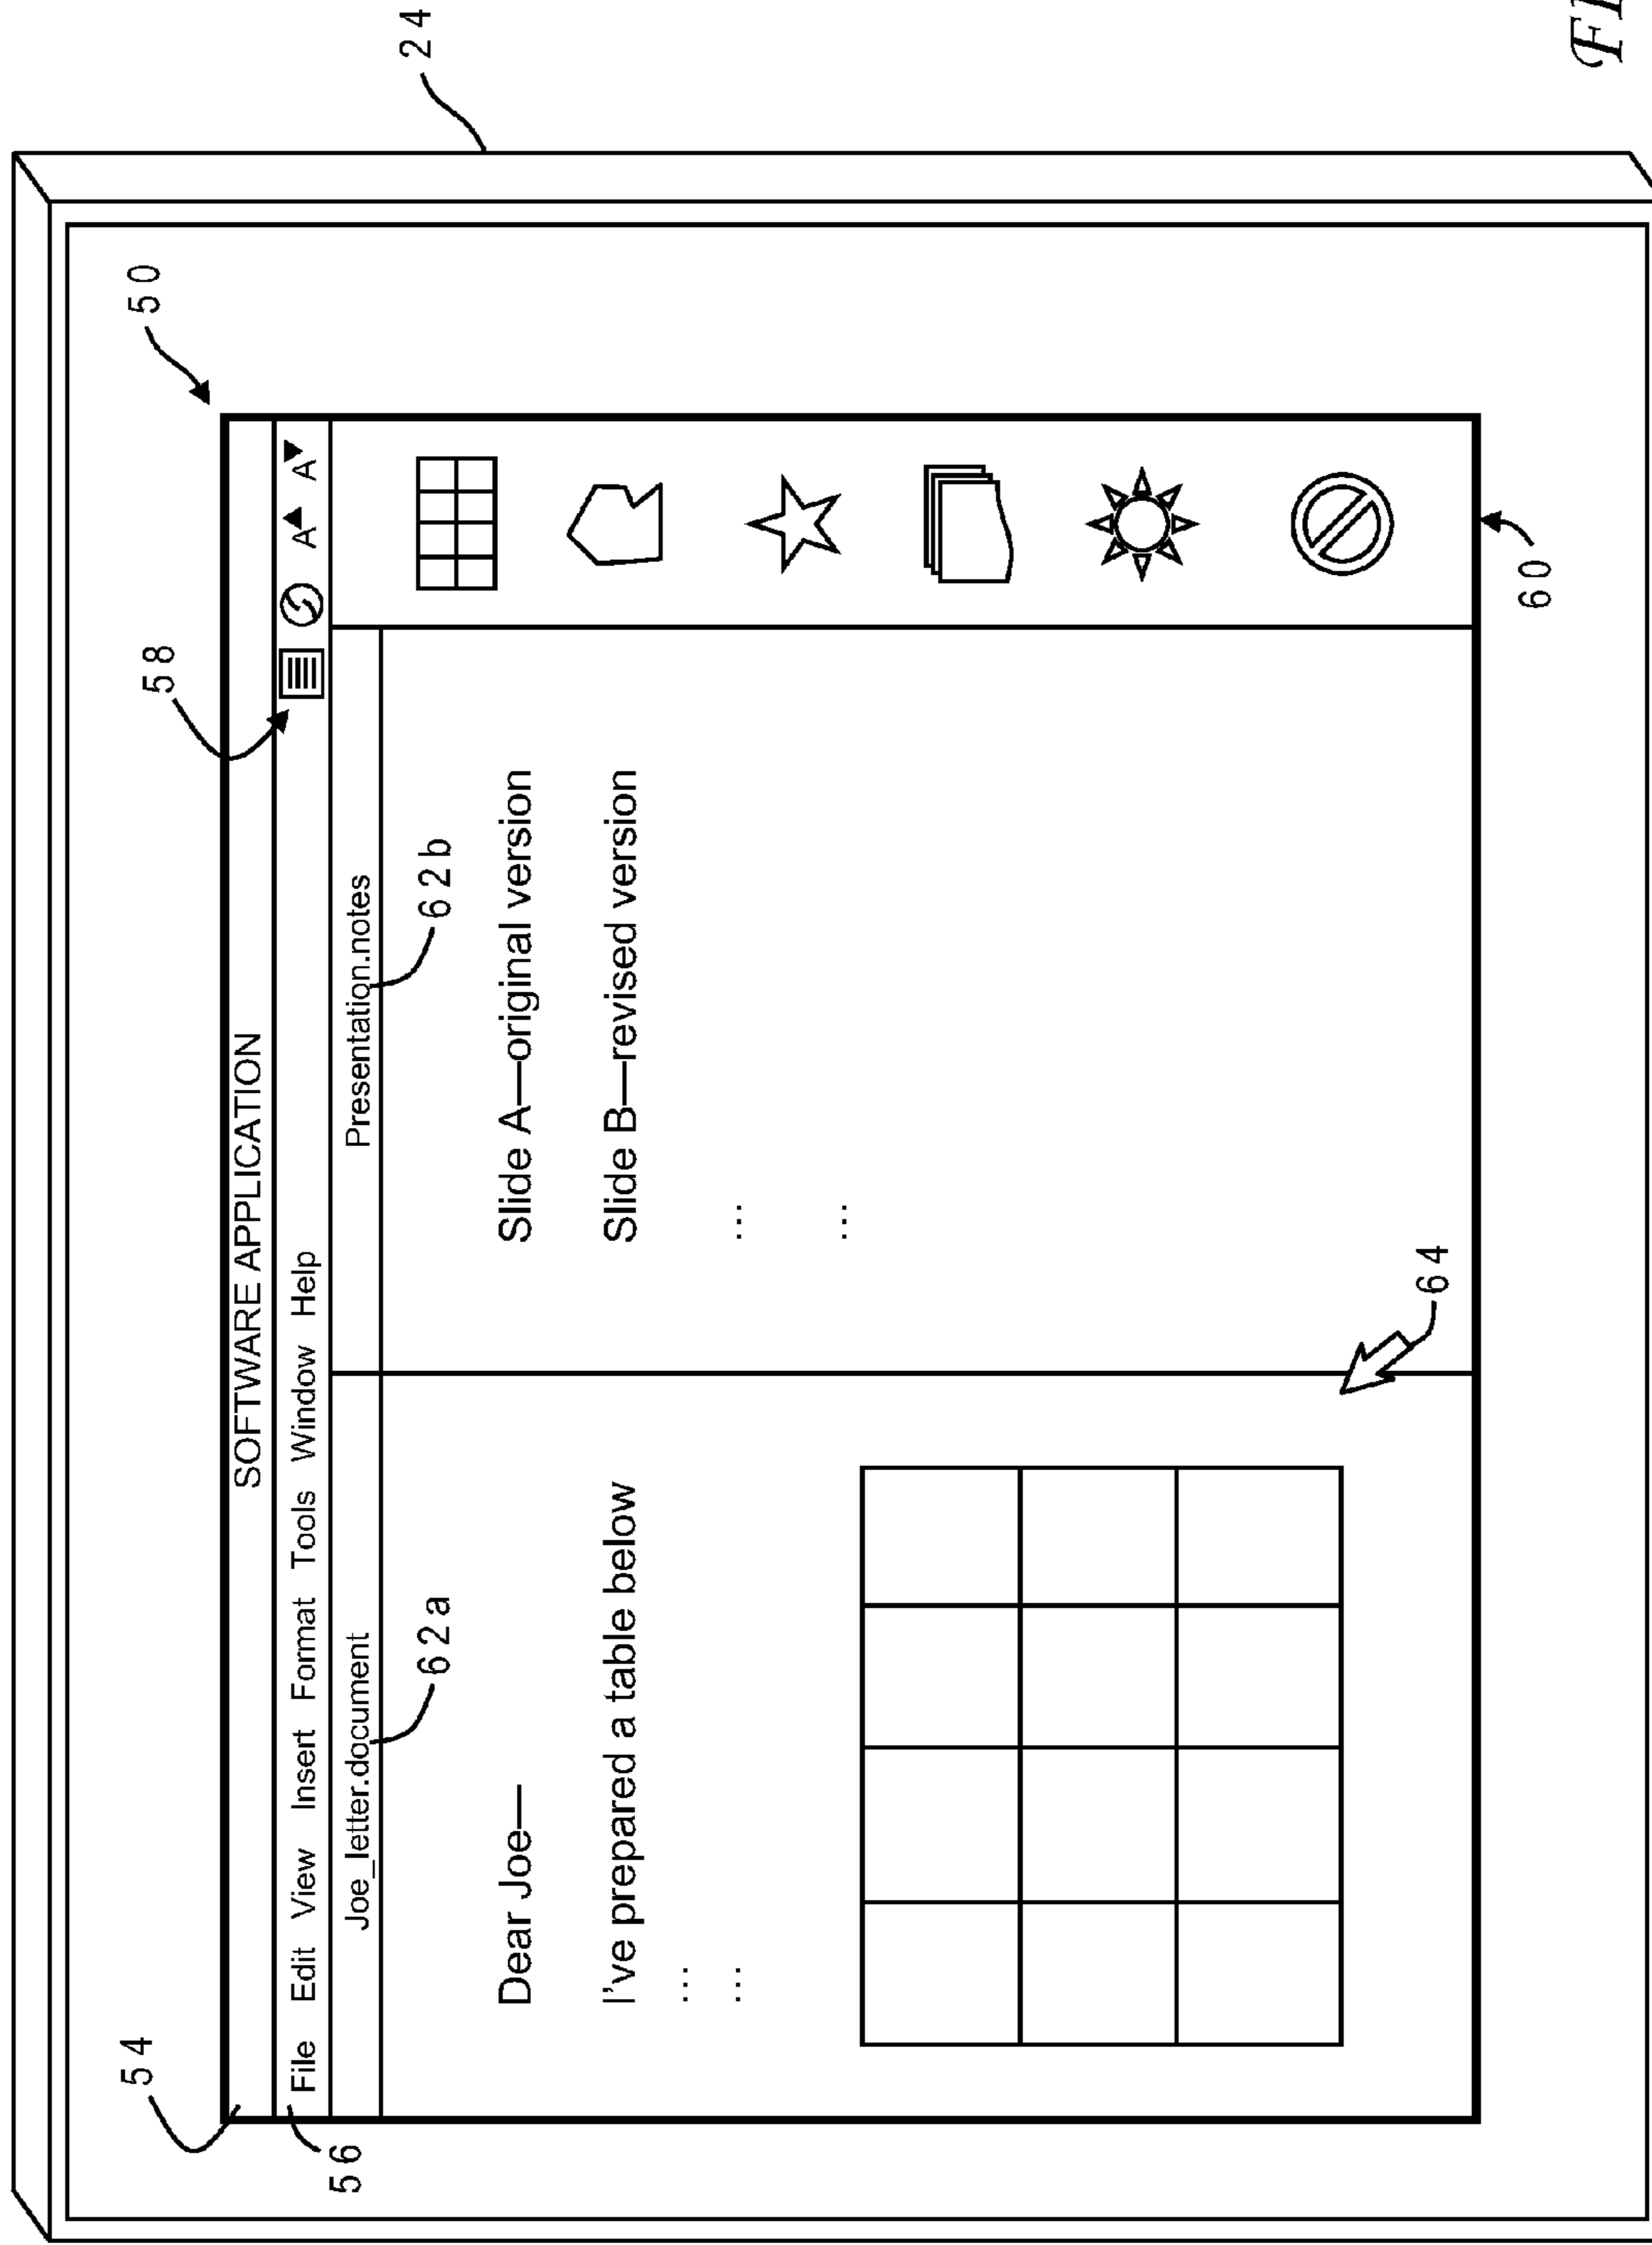 24
50
54
58
SOFTWARE APPLICATION
56
File Edit View Insert Format Tools Window Help A A
Joe_letter.document
Presentation.notes
62a
62b
Dear Joe—
Slide A—original version
I've prepared a table below
Slide B—revised version
...
...
...
...
64
60